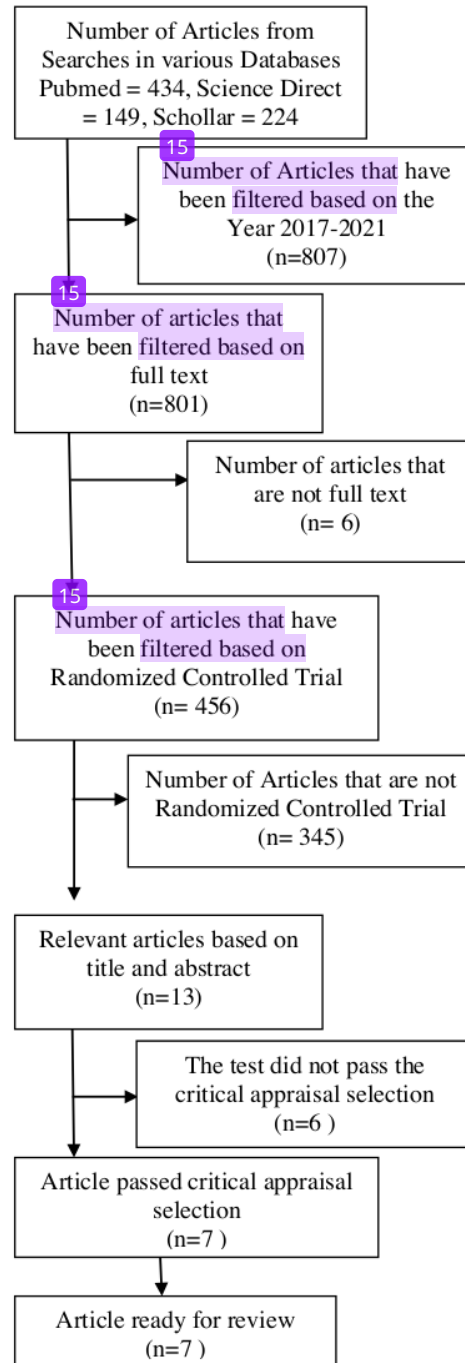 Number of Articles from
Searches in various Databases
Pubmed = 434, Science Direct
= 149, Schollar = 224
15
Number of Articles that have
been filtered based on the
Year 2017-2021
(n=807)
15
Number of articles that
have been filtered based on
full text
(n=801)
Number of articles that
are not full text
(n= 6)
15
Number of articles that have
been filtered based on
Randomized Controlled Trial
(n= 456)
Number of Articles that are not
Randomized Controlled Trial
(n= 345)
Relevant articles based on
title and abstract
(n=13)
The test did not pass the
critical appraisal selection
(n=6 )
Article passed critical appraisal
selection
(n=7 )
Article ready for review
(n=7 )